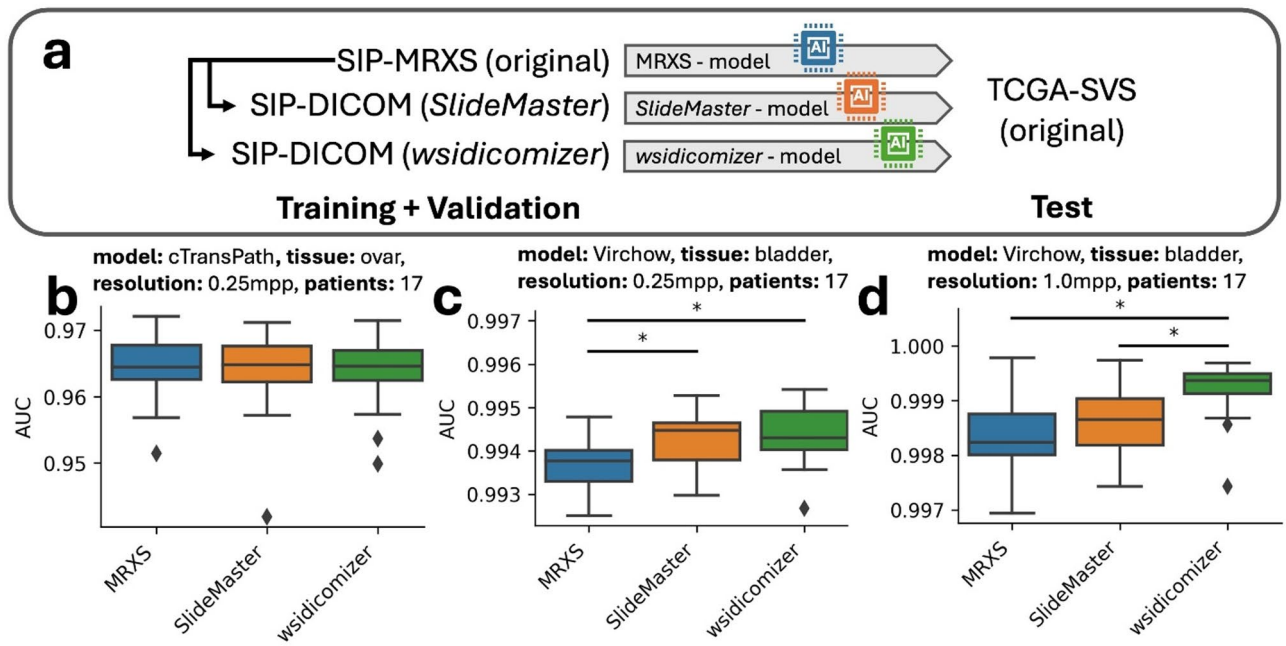 a
SIP-MRXS (original)
MRXS - model
AI
SIP-DICOM (SlideMaster)
SlideMaster - model
AI
SIP-DICOM (wsidicomizer)
wsidicomizer - model
AI
TCGA-SVS
(original)
Training + Validation
Test
b
model: cTransPath, tissue: ovar,
resolution: 0.25mpp, patients: 17
AUC
0.97
0.96
0.95
MRXS
SlideMaster
wsidicomizer
c
model: Virchow, tissue: bladder,
resolution: 0.25mpp, patients: 17
*
*
AUC
0.997
0.996
0.995
0.994
0.993
MRXS
SlideMaster
wsidicomizer
d
model: Virchow, tissue: bladder,
resolution: 1.0mpp, patients: 17
*
*
AUC
1.000
0.999
0.998
0.997
MRXS
SlideMaster
wsidicomizer